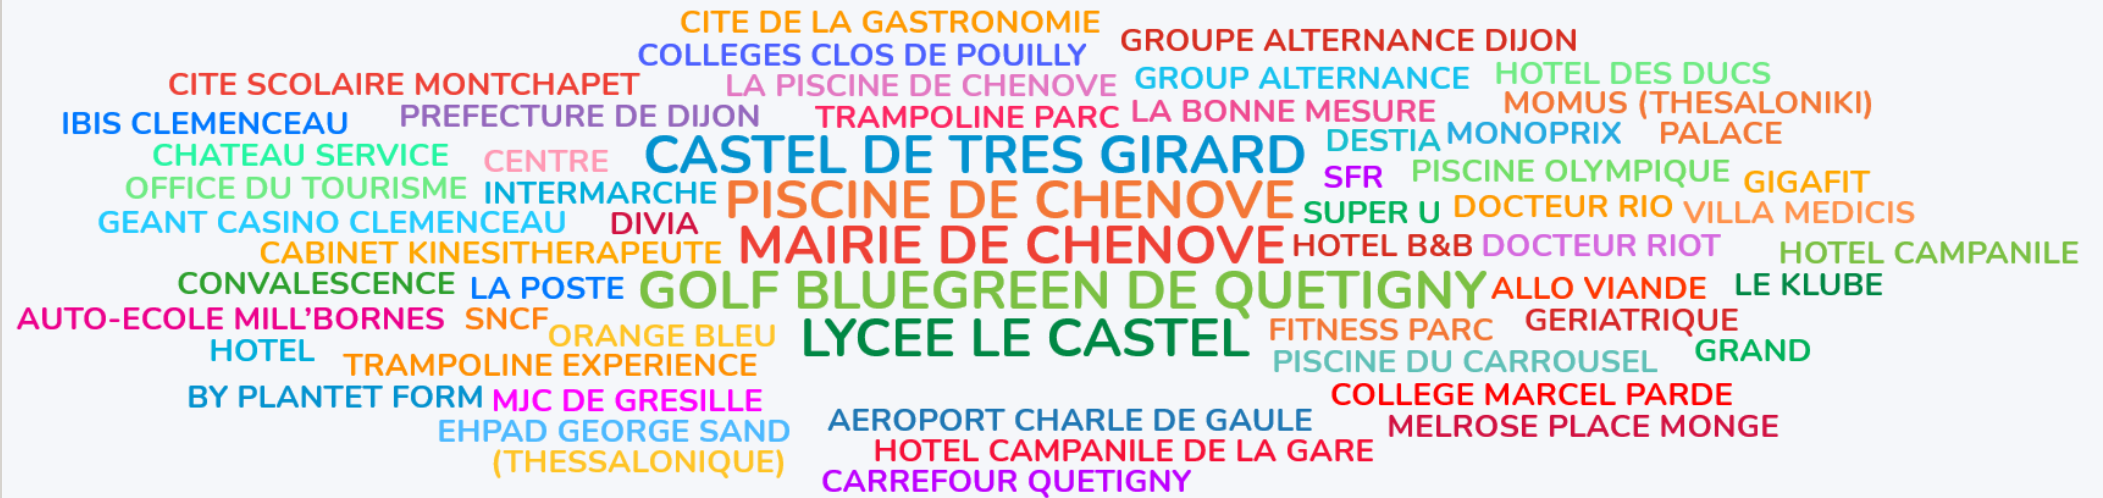 CITE DE LA GASTRONOMIE
COLLEGES CLOS DE POUILLY
GROUPE ALTERNANCE DIJON
CITE SCOLAIRE MONTCHAPET
LA PISCINE DE CHENOVE
GROUP ALTERNANCE
HOTEL DES DUCS
IBIS CLEMENCEAU
PREFECTURE DE DIJON
TRAMPOLINE PARC
LA BONNE MESURE
MOMUS (THESALONIKI)
CHATEAU SERVICE
CENTRE
CASTEL DE TRES GIRARD
DESTIA
MONOPRIX
PALACE
OFFICE DU TOURISME
INTERMARCHE
PISCINE DE CHENOVE
SFR
PISCINE OLYMPIQUE
GIGAFIT
GEANT CASINO CLEMENCEAU
DIVIA
SUPER U
DOCTEUR RIO
VILLA MEDICIS
CABINET KINESITHERAPEUTE
MAIRIE DE CHENOVE
HOTEL B&B
DOCTEUR RIOT
HOTEL CAMPANILE
CONVALESCENCE
LA POSTE
GOLF BLUEGREEN DE QUETIGNY
ALLO VIANDE
LE KLUBE
AUTO-ECOLE MILL’BORNES
SNCF
ORANGE BLEU
LYCEE LE CASTEL
FITNESS PARC
GERIATRIQUE
HOTEL
TRAMPOLINE EXPERIENCE
PISCINE DU CARROUSEL
GRAND
BY PLANTET FORM
MJC DE GRESILLE
COLLEGE MARCEL PARDE
EHPAD GEORGE SAND
AEROPORT CHARLE DE GAULE
MELROSE PLACE MONGE
(THESSALONIQUE)
HOTEL CAMPANILE DE LA GARE
CARREFOUR QUETIGNY